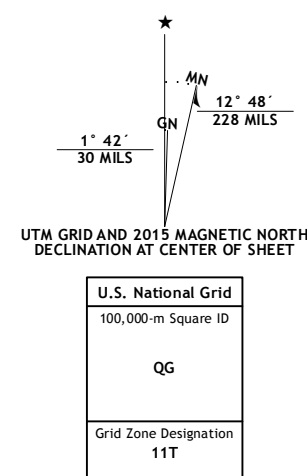 ★
MN
GN
12° 48´
228 MILS
1° 42´
30 MILS
UTM GRID AND 2015 MAGNETIC NORTH
DECLINATION AT CENTER OF SHEET
U.S. National Grid
100,000-m Square ID
QG
Grid Zone Designation
11T